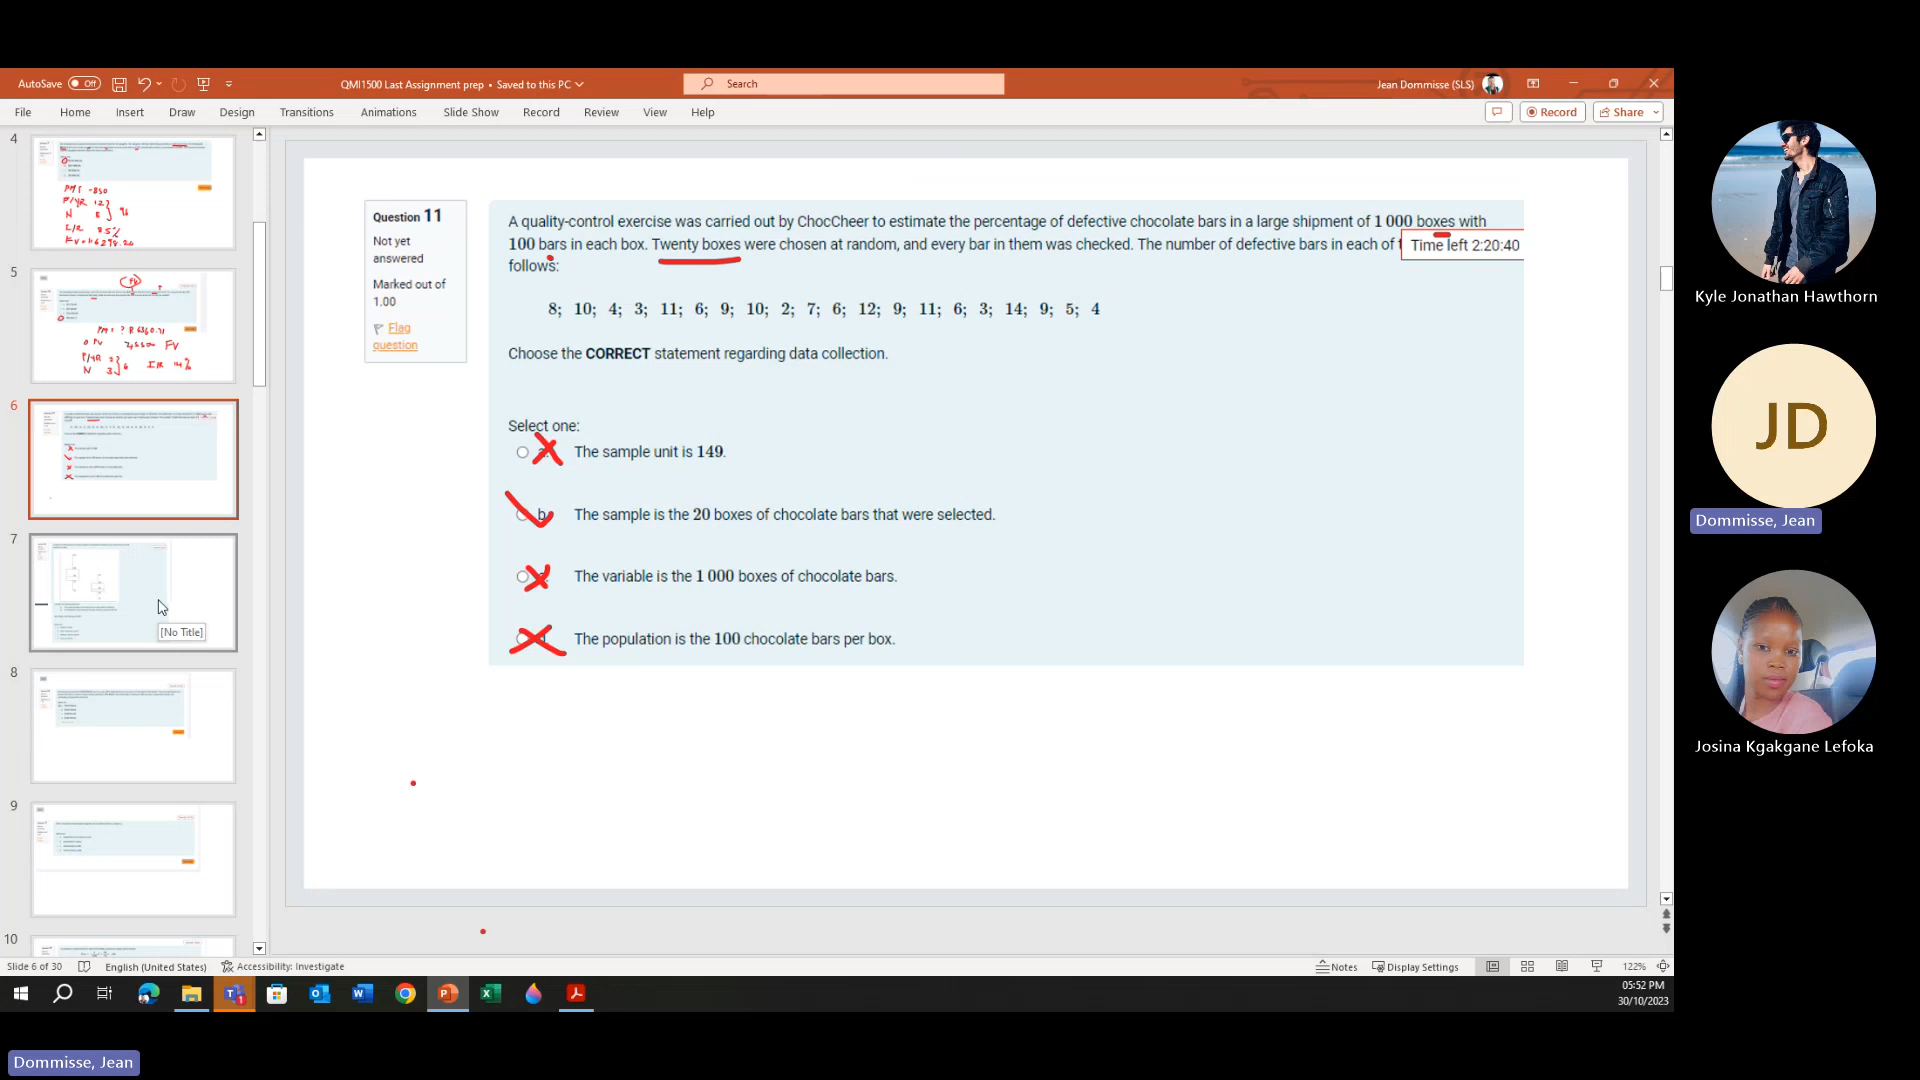 AutoSave Off
QMI1500 Last Assignment prep • Saved to this PC
Search
Jean Dommisse (SLS)
File Home Insert Draw Design Transitions Animations Slide Show Record Review View Help
Record
Share
4
5
6
7
[No Title]
8
9
10
Question 11
Not yet
answered
Marked out of
1.00
Flag
question
A quality-control exercise was carried out by ChocCheer to estimate the percentage of defective chocolate bars in a large shipment of 1 000 boxes with
100 bars in each box. Twenty boxes were chosen at random, and every bar in them was checked. The number of defective bars in each of
Time left 2:20:40
follows:
8; 10; 4; 3; 11; 6; 9; 10; 2; 7; 6; 12; 9; 11; 6; 3; 14; 9; 5; 4
Choose the CORRECT statement regarding data collection.
Select one:
The sample unit is 149.
b. The sample is the 20 boxes of chocolate bars that were selected.
The variable is the 1 000 boxes of chocolate bars.
The population is the 100 chocolate bars per box.
Kyle Jonathan Hawthorn
JD
Dommisse, Jean
Josina Kgakgane Lefoka
Slide 6 of 30
English (United States)
Accessibility: Investigate
Notes
Display Settings
122%
05:52 PM
30/10/2023
Dommisse, Jean